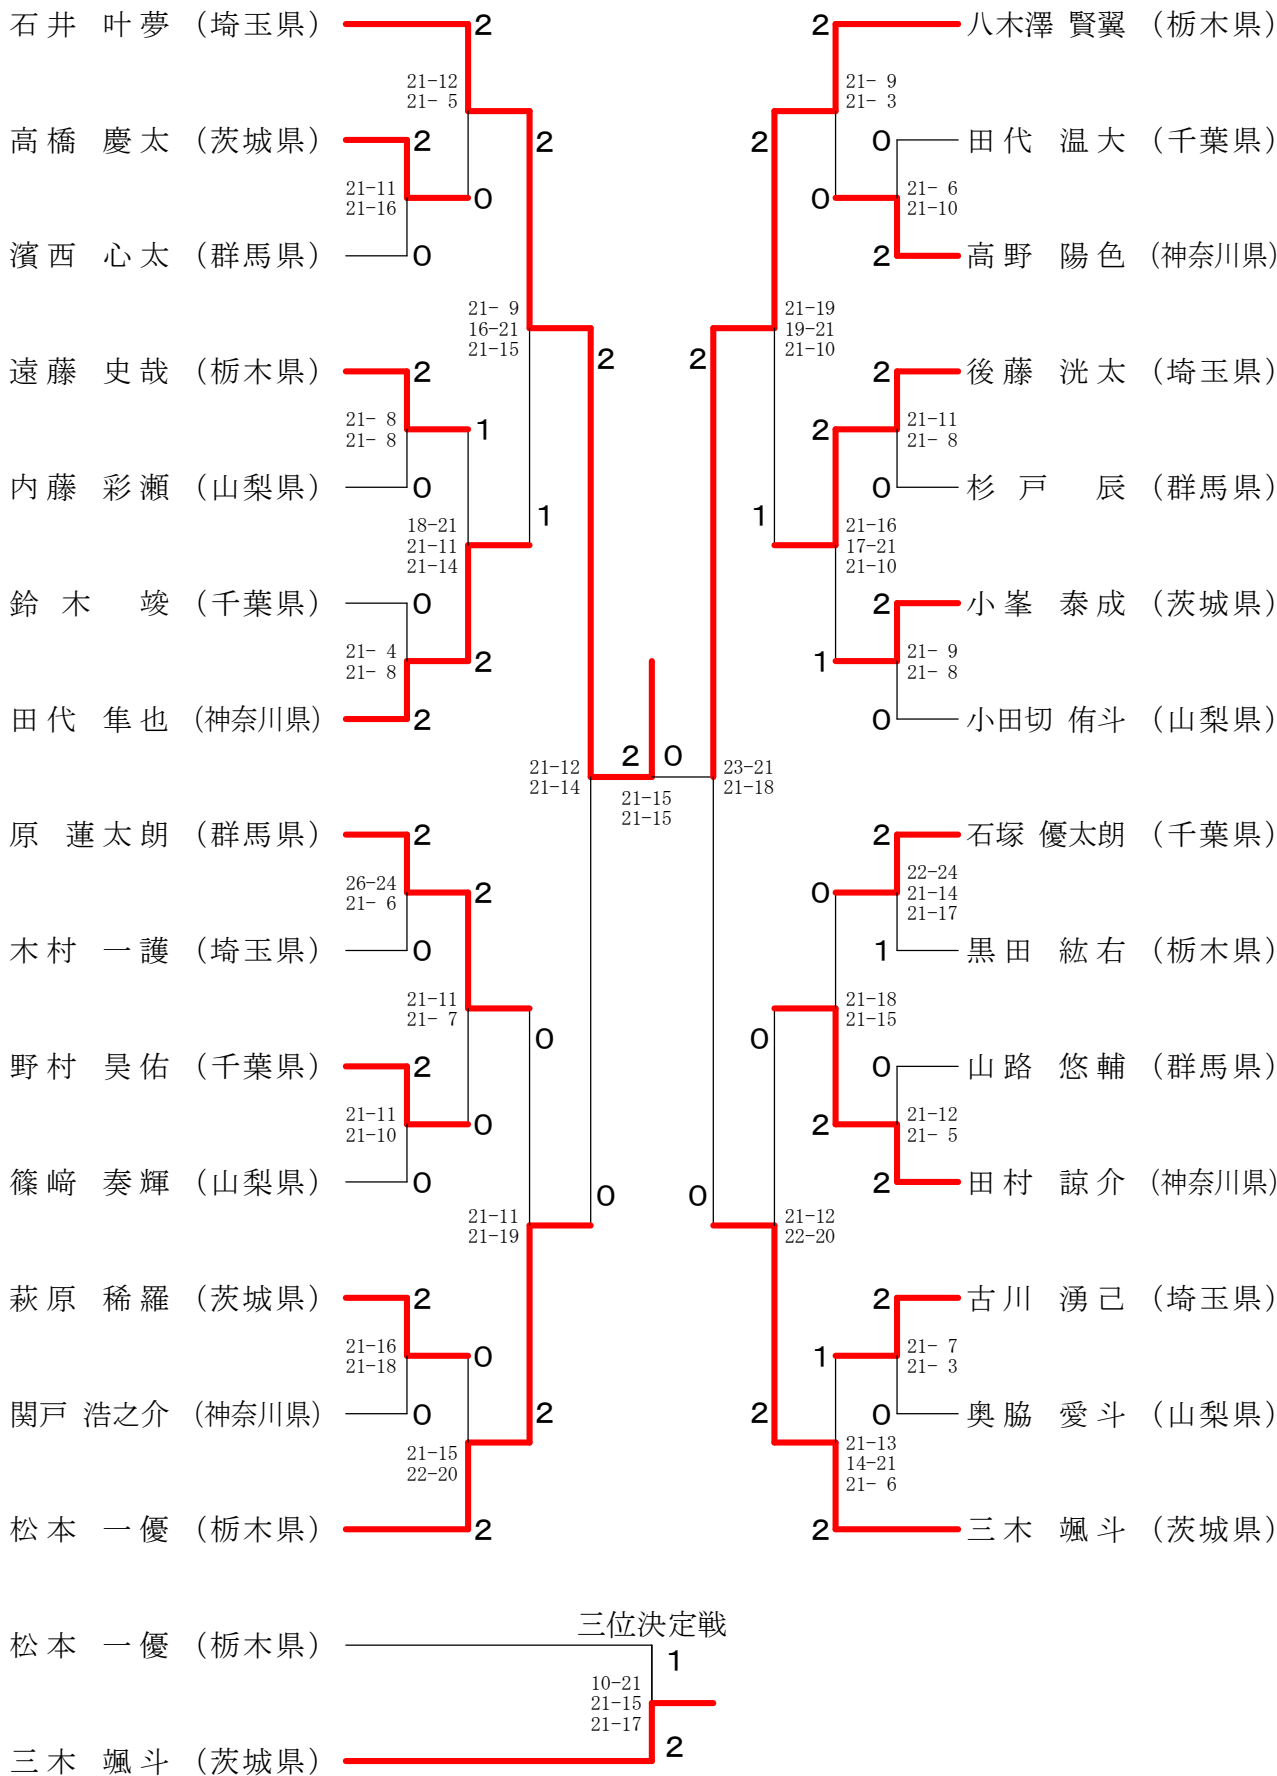 石井 叶夢 (埼玉県) 2
21-12
21- 5
高橋 慶太 (茨城県) 2
2
21-11
21-16
0
濱西 心太 (群馬県) 0
21- 9
16-21
21-15
2
遠藤 史哉 (栃木県) 2
21- 8
21- 8
1
内藤 彩瀬 (山梨県) 0
1
18-21
21-11
21-14
鈴木 竣 (千葉県) 0
21- 4
21- 8
2
田代 隼也 (神奈川県) 2
21-12
21-14
原 蓮太朗 (群馬県) 2
26-24
21- 6
2
木村 一護 (埼玉県) 0
21-11
21- 7
0
野村 昊佑 (千葉県) 2
21-11
21-10
0
篠﨑 奏輝 (山梨県) 0
0
21-11
21-19
萩原 稀羅 (茨城県) 2
21-16
21-18
0
関戸 浩之介 (神奈川県) 0
2
21-15
22-20
松本 一優 (栃木県) 2
2 0
21-15
21-15
2 八木澤 賢翼 (栃木県)
21- 9
21- 3
2
0 田代 温大 (千葉県)
21- 6
21-10
0
2 高野 陽色 (神奈川県)
21-19
19-21
21-10
2
2 後藤 洸太 (埼玉県)
21-11
21- 8
2
0 杉戸 辰 (群馬県)
1
21-16
17-21
21-10
2 小峯 泰成 (茨城県)
21- 9
21- 8
1
0 小田切 侑斗 (山梨県)
23-21
21-18
2 石塚 優太朗 (千葉県)
22-24
21-14
21-17
0
1 黒田 紘右 (栃木県)
21-18
21-15
0
0 山路 悠輔 (群馬県)
21-12
21- 5
2
2 田村 諒介 (神奈川県)
0
21-12
22-20
2 古川 湧己 (埼玉県)
21- 7
21- 3
1
0 奥脇 愛斗 (山梨県)
2
21-13
14-21
21- 6
2 三木 颯斗 (茨城県)
三位決定戦
松本 一優 (栃木県) 1
10-21
21-15
21-17
三木 颯斗 (茨城県) 2